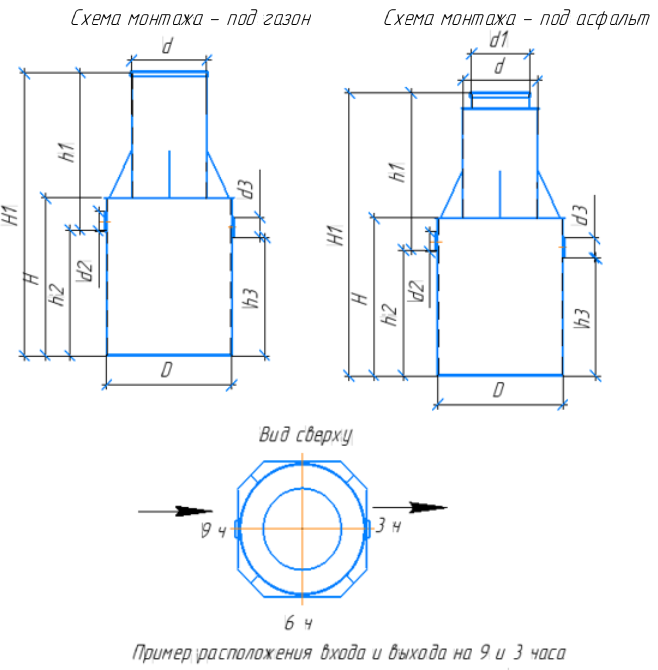 Схема монтажа – под газон
Схема монтажа – под асфальт
d
h1
H1
d3
H
h2
d2
h3
D
d1
d
h1
H1
d3
H
h2
d2
h3
D
Вид сверху
9 ч
3 ч
6 ч
Пример расположения входа и выхода на 9 и 3 часа